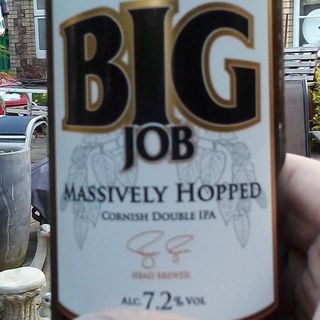 BIG
JOB
MASSIVELY HOPPED
CORNISH DOUBLE IPA
HEAD BREWER
ALC. 7.2% VOL